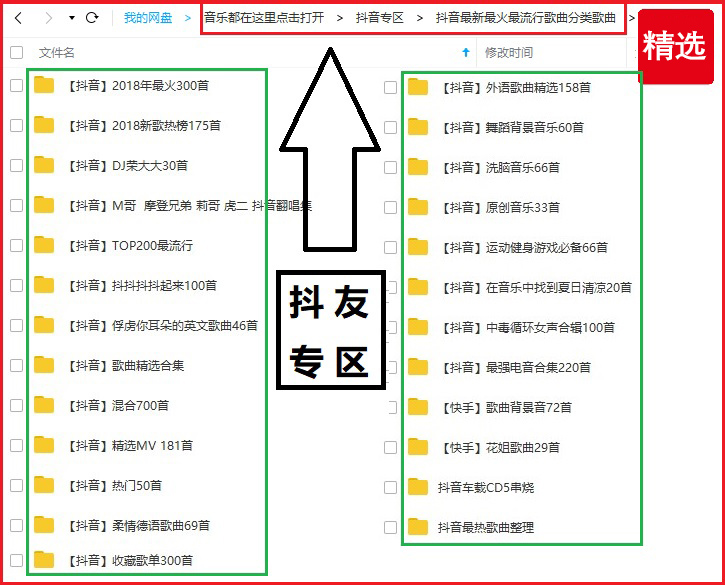 我的网盘 > 音乐都在这里点击打开 > 抖音专区 > 抖音最新最火最流行歌曲分类歌曲 >
精选
文件名
修改时间
【抖音】2018年最火300首
【抖音】2018新歌热榜175首
【抖音】DJ荣大大30首
【抖音】M哥 摩登兄弟 莉哥 虎二 抖音翻唱集
【抖音】TOP200最流行
【抖音】抖抖抖抖起来100首
【抖音】俘虏你耳朵的英文歌曲46首
【抖音】歌曲精选合集
【抖音】混合700首
【抖音】精选MV 181首
【抖音】热门50首
【抖音】柔情德语歌曲69首
【抖音】收藏歌单300首
抖友
专区
【抖音】外语歌曲精选158首
【抖音】舞蹈背景音乐60首
【抖音】洗脑音乐66首
【抖音】原创音乐33首
【抖音】运动健身游戏必备66首
【抖音】在音乐中找到夏日清凉20首
【抖音】中毒循环女声合辑100首
【抖音】最强电音合集220首
【快手】歌曲背景音72首
【快手】花姐歌曲29首
抖音车载CD5串烧
抖音最热歌曲整理